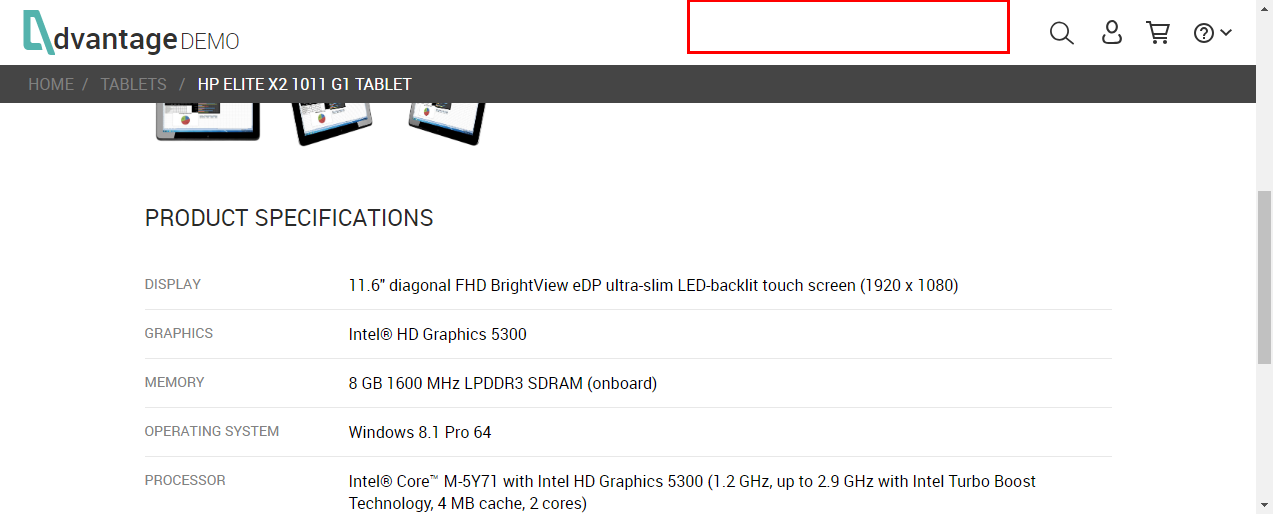 dvantage DEMO
HOME / TABLETS / HP ELITE X2 1011 G1 TABLET
PRODUCT SPECIFICATIONS
DISPLAY 11.6" diagonal FHD BrightView eDP ultra-slim LED-backlit touch screen (1920 x 1080)
GRAPHICS Intel® HD Graphics 5300
MEMORY 8 GB 1600 MHz LPDDR3 SDRAM (onboard)
OPERATING SYSTEM Windows 8.1 Pro 64
PROCESSOR Intel® Core™ M-5Y71 with Intel HD Graphics 5300 (1.2 GHz, up to 2.9 GHz with Intel Turbo Boost
Technology, 4 MB cache, 2 cores)